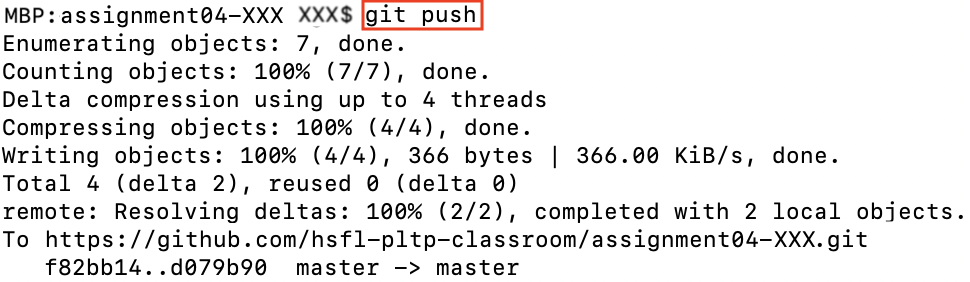 MBP:assignment04-XXX XXX$ git push
Enumerating objects: 7, done.
Counting objects: 100% (7/7), done.
Delta compression using up to 4 threads
Compressing objects: 100% (4/4), done.
Writing objects: 100% (4/4), 366 bytes | 366.00 KiB/s, done.
Total 4 (delta 2), reused 0 (delta 0)
remote: Resolving deltas: 100% (2/2), completed with 2 local objects.
To https://github.com/hsfl-pltp-classroom/assignment04-XXX.git
   f82bb14..d079b90  master -> master